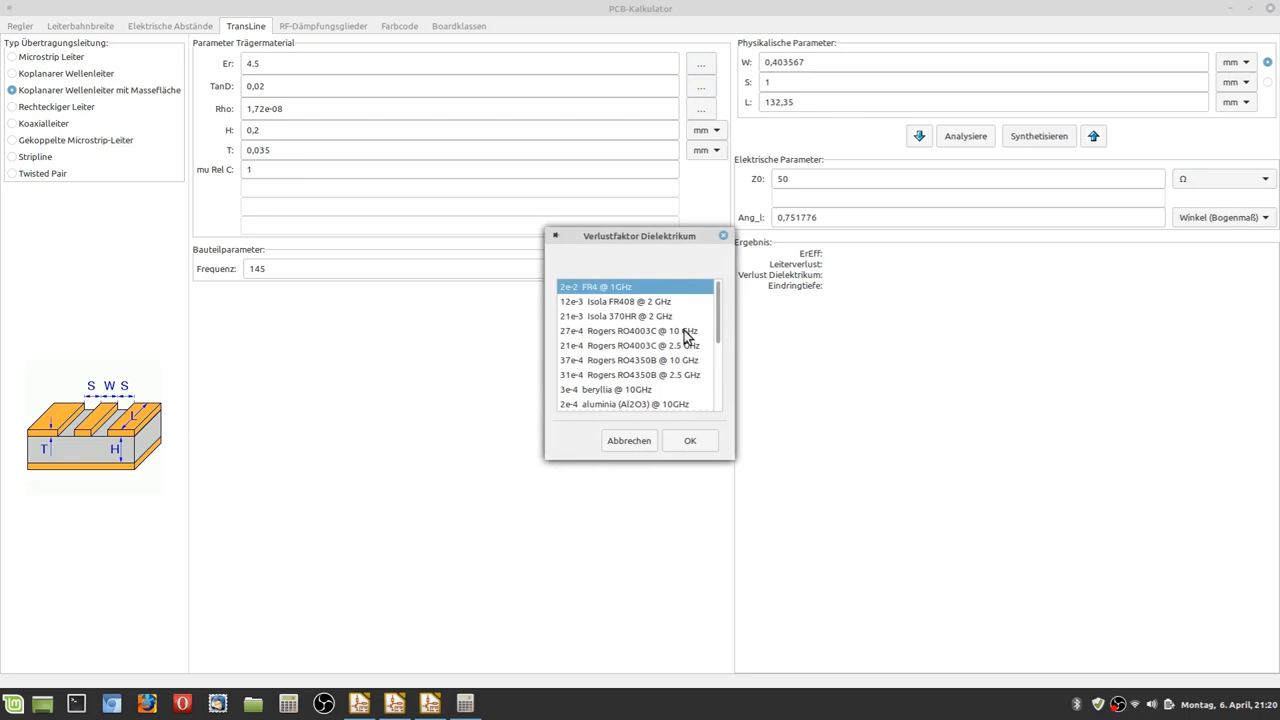 PCB-Kalkulator
Regler Leiterbahnbreite Elektrische Abstände TransLine RF-Dämpfungsglieder Farbcode Boardklassen
Typ Übertragungsleitung:
Microstrip Leiter
Koplanarer Wellenleiter
Koplanarer Wellenleiter mit Massefläche
Rechteckiger Leiter
Koaxialleiter
Gekoppelte Microstrip-Leiter
Stripline
Twisted Pair
S W S
L
T
H
Parameter Trägermaterial
Er: 4.5 ...
TanD: 0,02 ...
Rho: 1,72e-08 ...
H: 0,2 mm
T: 0,035 mm
mu Rel C: 1
Bauteilparameter:
Frequenz: 145
Verlustfaktor Dielektrikum
2e-2 FR4 @ 1GHz
12e-3 Isola FR408 @ 2 GHz
21e-3 Isola 370HR @ 2 GHz
27e-4 Rogers RO4003C @ 10 GHz
21e-4 Rogers RO4003C @ 2.5 GHz
37e-4 Rogers RO4350B @ 10 GHz
31e-4 Rogers RO4350B @ 2.5 GHz
3e-4 beryllia @ 10GHz
2e-4 aluminia (Al2O3) @ 10GHz
Abbrechen OK
Physikalische Parameter:
W: 0,403567 mm
S: 1 mm
L: 132,35 mm
Analysiere Synthetisieren
Elektrische Parameter:
Z0: 50 Ω
Ang_l: 0,751776 Winkel (Bogenmaß)
Ergebnis:
ErEff:
Leiterverlust:
Verlust Dielektrikum:
Eindringtiefe:
Montag, 6. April, 21:20